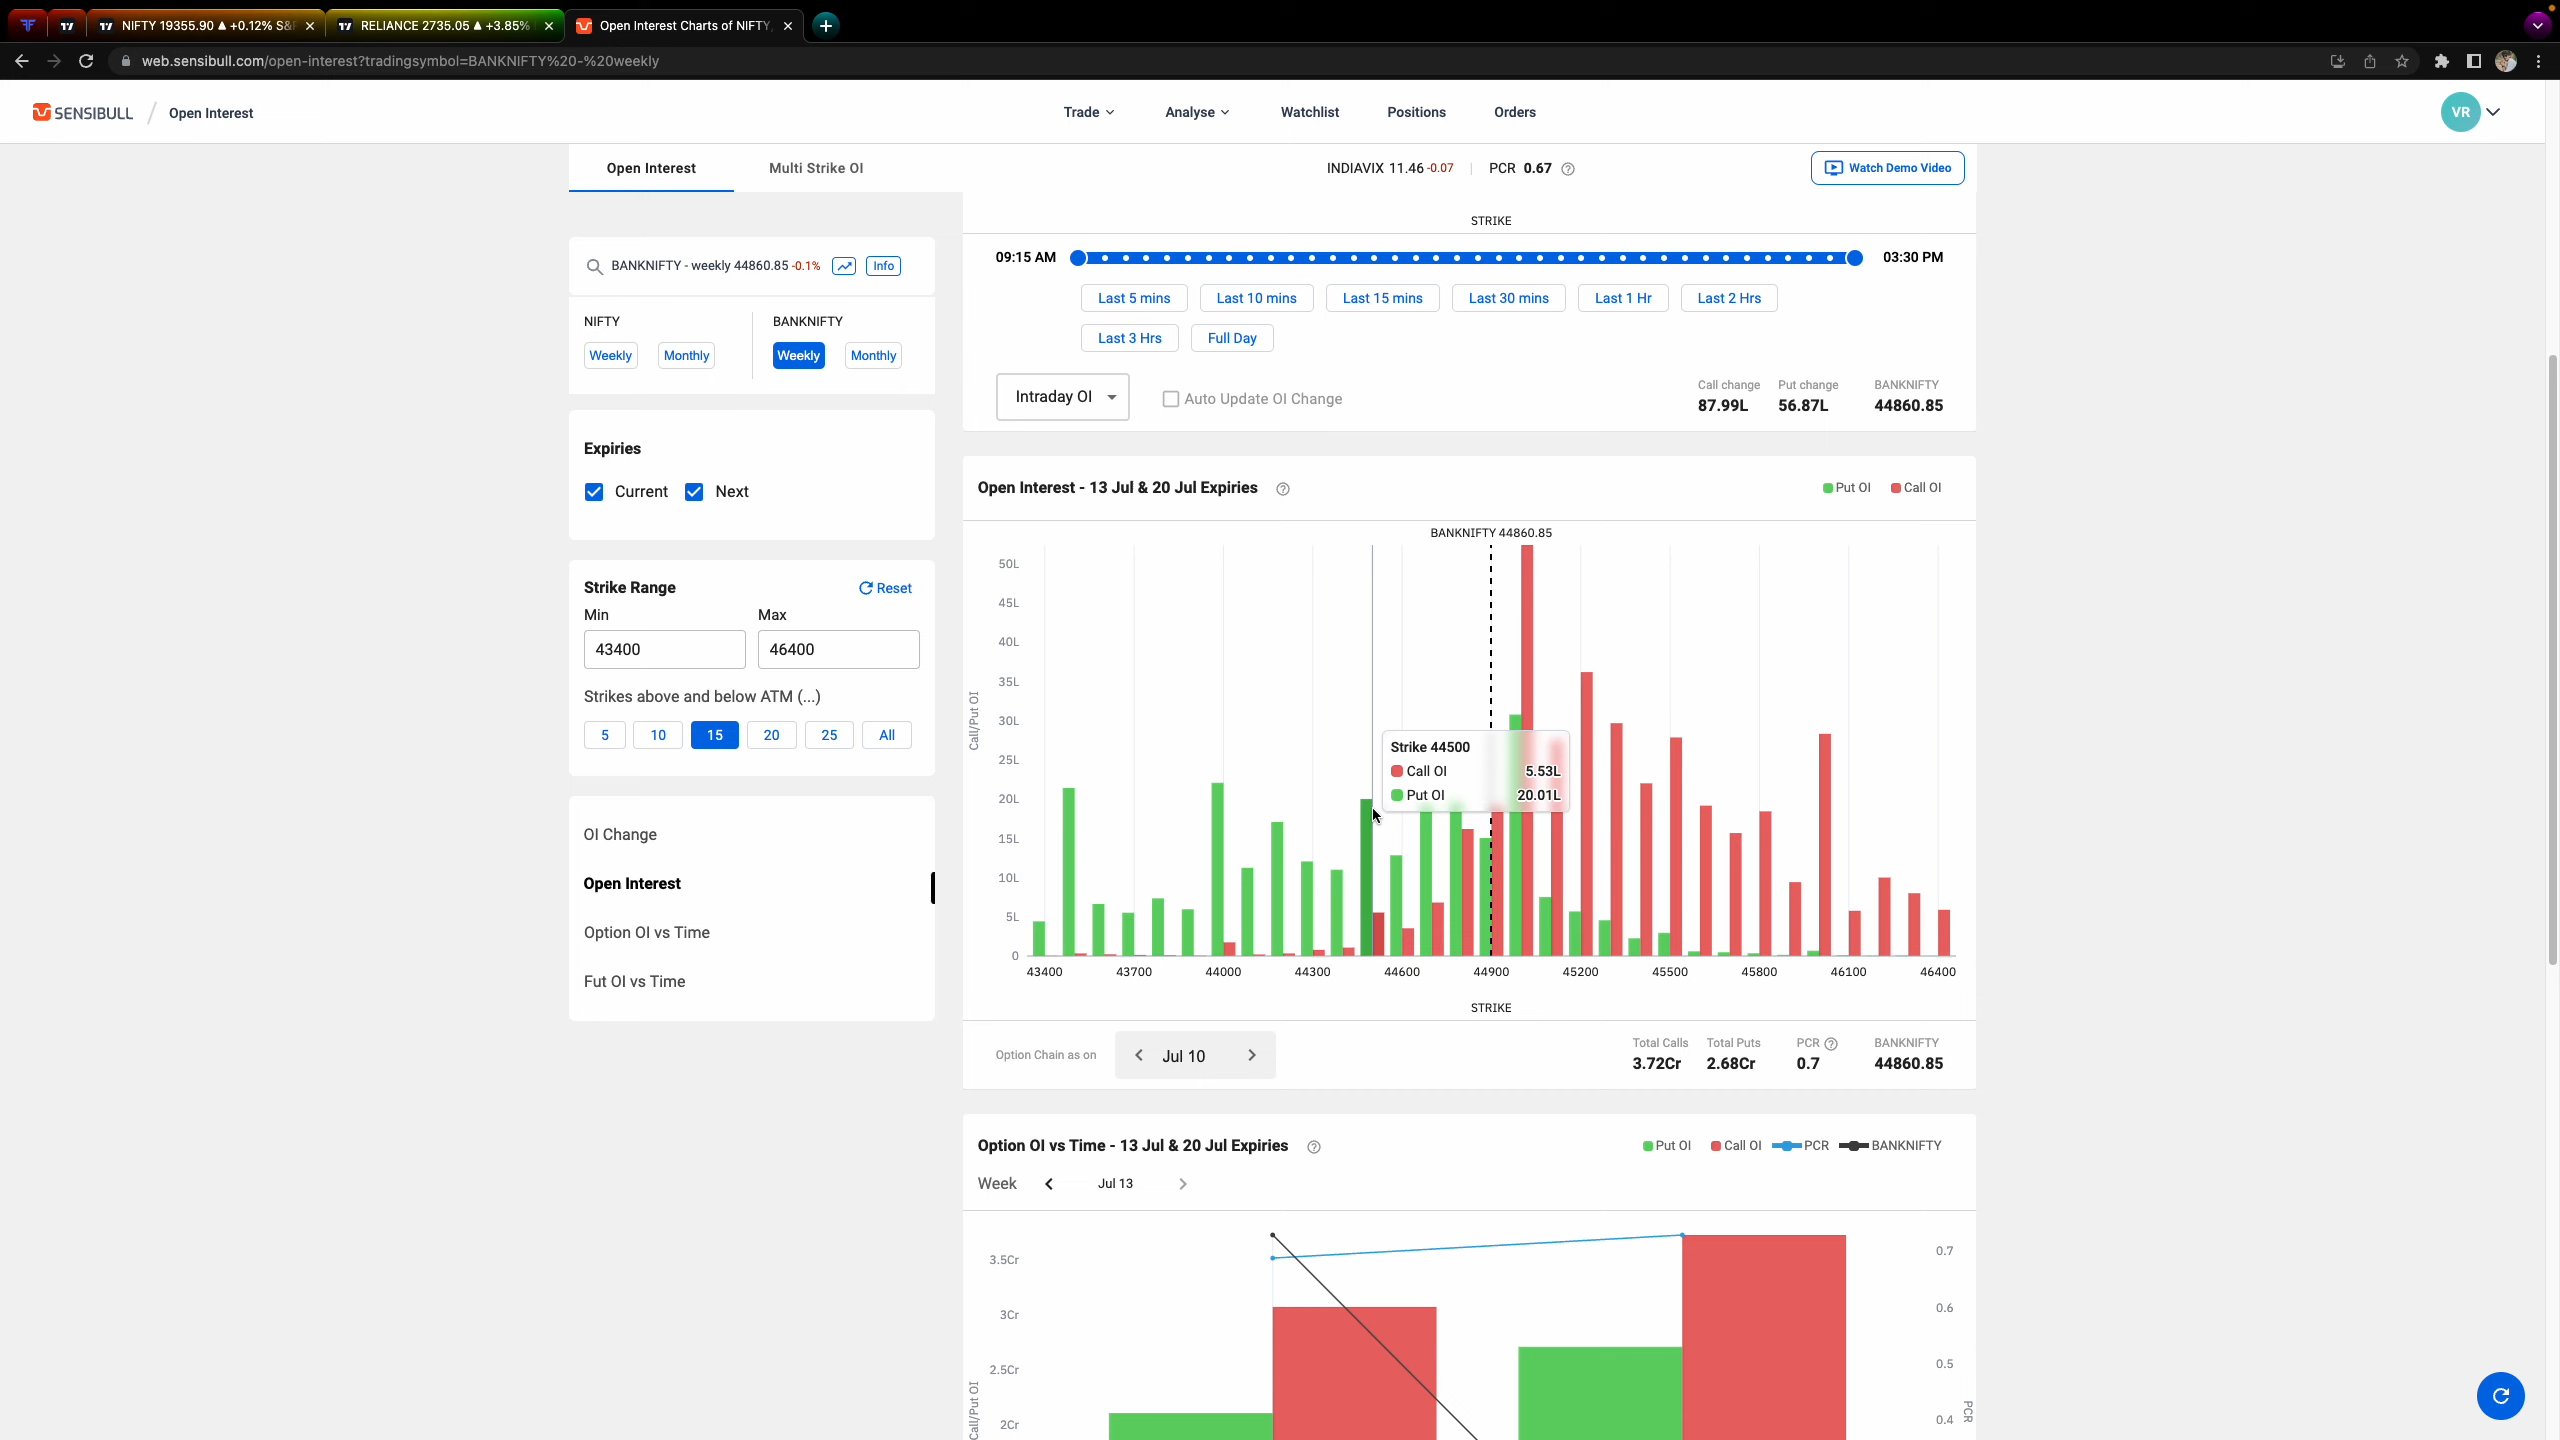 NIFTY 19355.90 ▲ +0.12% S&
RELIANCE 2735.05 ▲ +3.85%
Open Interest Charts of NIFTY,
web.sensibull.com/open-interest?tradingsymbol=BANKNIFTY%20-%20weekly
SENSIBULL / Open Interest
Trade
Analyse
Watchlist
Positions
Orders
VR
Open Interest
Multi Strike OI
INDIAVIX 11.46 -0.07
PCR 0.67
Watch Demo Video
BANKNIFTY - weekly 44860.85 -0.1%
Info
NIFTY
BANKNIFTY
Weekly Monthly
Weekly Monthly
Expiries
Current Next
Strike Range
Reset
Min Max
43400 46400
Strikes above and below ATM (...)
5 10 15 20 25 All
OI Change
Open Interest
Option OI vs Time
Fut OI vs Time
STRIKE
09:15 AM 03:30 PM
Last 5 mins Last 10 mins Last 15 mins Last 30 mins Last 1 Hr Last 2 Hrs
Last 3 Hrs Full Day
Intraday OI
Auto Update OI Change
Call change Put change BANKNIFTY
87.99L 56.87L 44860.85
Open Interest - 13 Jul & 20 Jul Expiries
Put OI Call OI
BANKNIFTY 44860.85
50L
45L
40L
35L
30L
25L
20L
15L
10L
5L
0
Call/Put OI
Strike 44500
Call OI 5.53L
Put OI 20.01L
43400 43700 44000 44300 44600 44900 45200 45500 45800 46100 46400
STRIKE
Option Chain as on
Jul 10
Total Calls Total Puts PCR BANKNIFTY
3.72Cr 2.68Cr 0.7 44860.85
Option OI vs Time - 13 Jul & 20 Jul Expiries
Put OI Call OI PCR BANKNIFTY
Week Jul 13
3.5Cr
3Cr
2.5Cr
2Cr
Call/Put OI
0.7
0.6
0.5
0.4
PCR